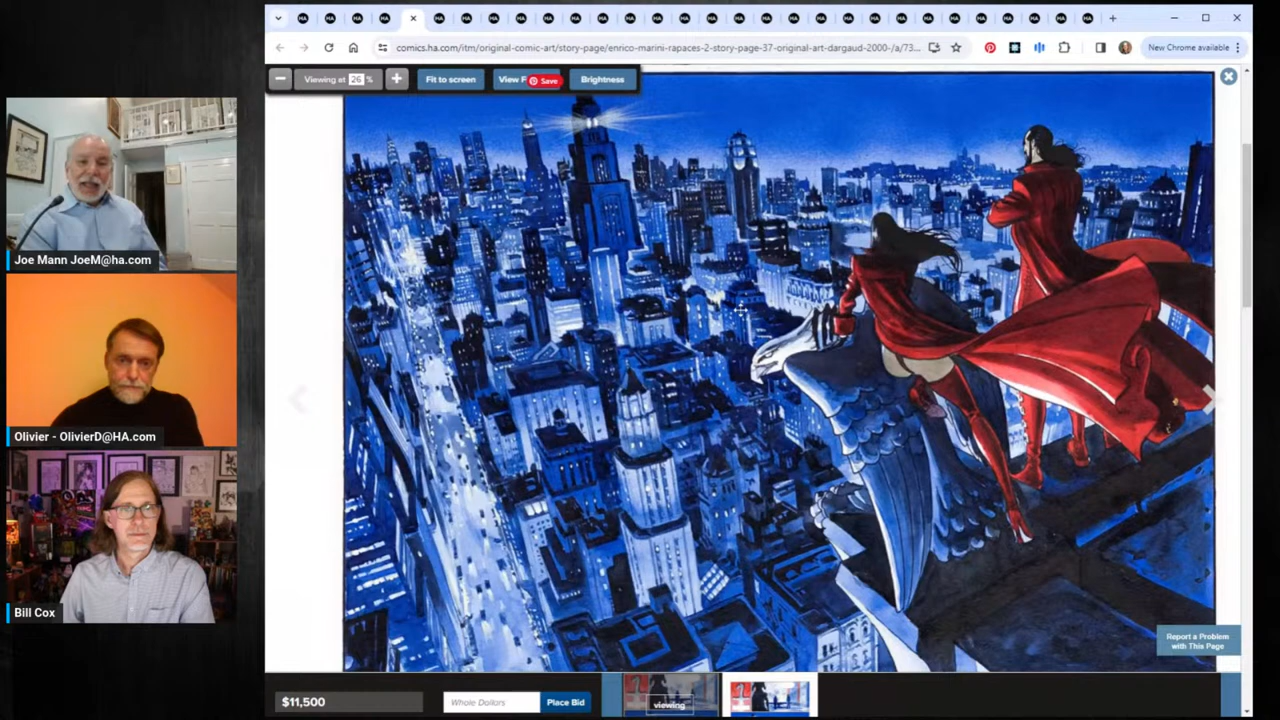 comics.ha.com/itm/original-comic-art/story-page/enrico-marini-rapaces-2-story-page-37-original-art-dargaud-2000-/a/73...
New Chrome available
Viewing at 26 %
Fit to screen
View F
Save
Brightness
Joe Mann JoeM@ha.com
Olivier - OlivierD@HA.com
Bill Cox
Report a Problem
with This Page
$11,500
Whole Dollars
Place Bid
viewing